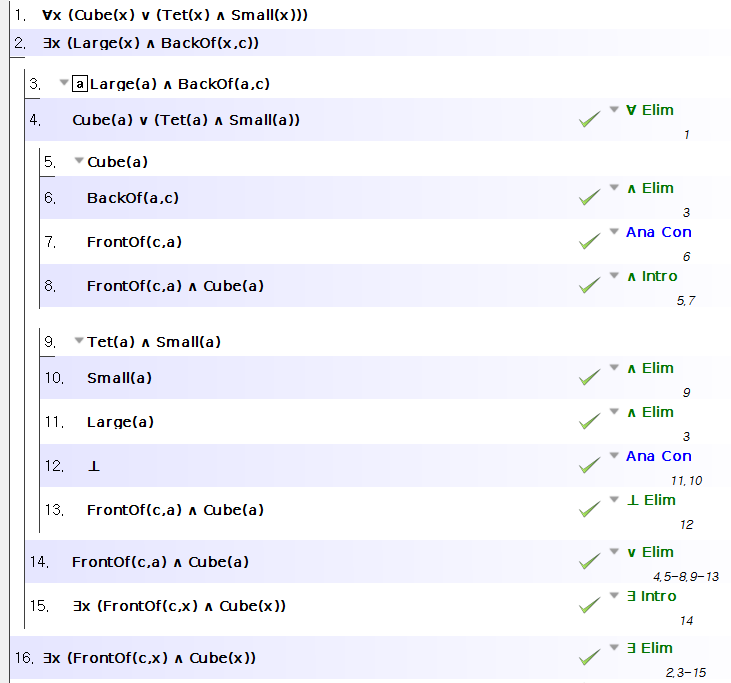 1. ∀x (Cube(x) ∨ (Tet(x) ∧ Small(x)))
2. ∃x (Large(x) ∧ BackOf(x,c))
3. a Large(a) ∧ BackOf(a,c)
4. Cube(a) ∨ (Tet(a) ∧ Small(a)) ∀ Elim
1
5. Cube(a)
6. BackOf(a,c) ∧ Elim
3
7. FrontOf(c,a) Ana Con
6
8. FrontOf(c,a) ∧ Cube(a) ∧ Intro
5,7
9. Tet(a) ∧ Small(a)
10. Small(a) ∧ Elim
9
11. Large(a) ∧ Elim
3
12. ⊥ Ana Con
11,10
13. FrontOf(c,a) ∧ Cube(a) ⊥ Elim
12
14. FrontOf(c,a) ∧ Cube(a) ∨ Elim
4,5–8,9–13
15. ∃x (FrontOf(c,x) ∧ Cube(x)) ∃ Intro
14
16. ∃x (FrontOf(c,x) ∧ Cube(x)) ∃ Elim
2,3–15